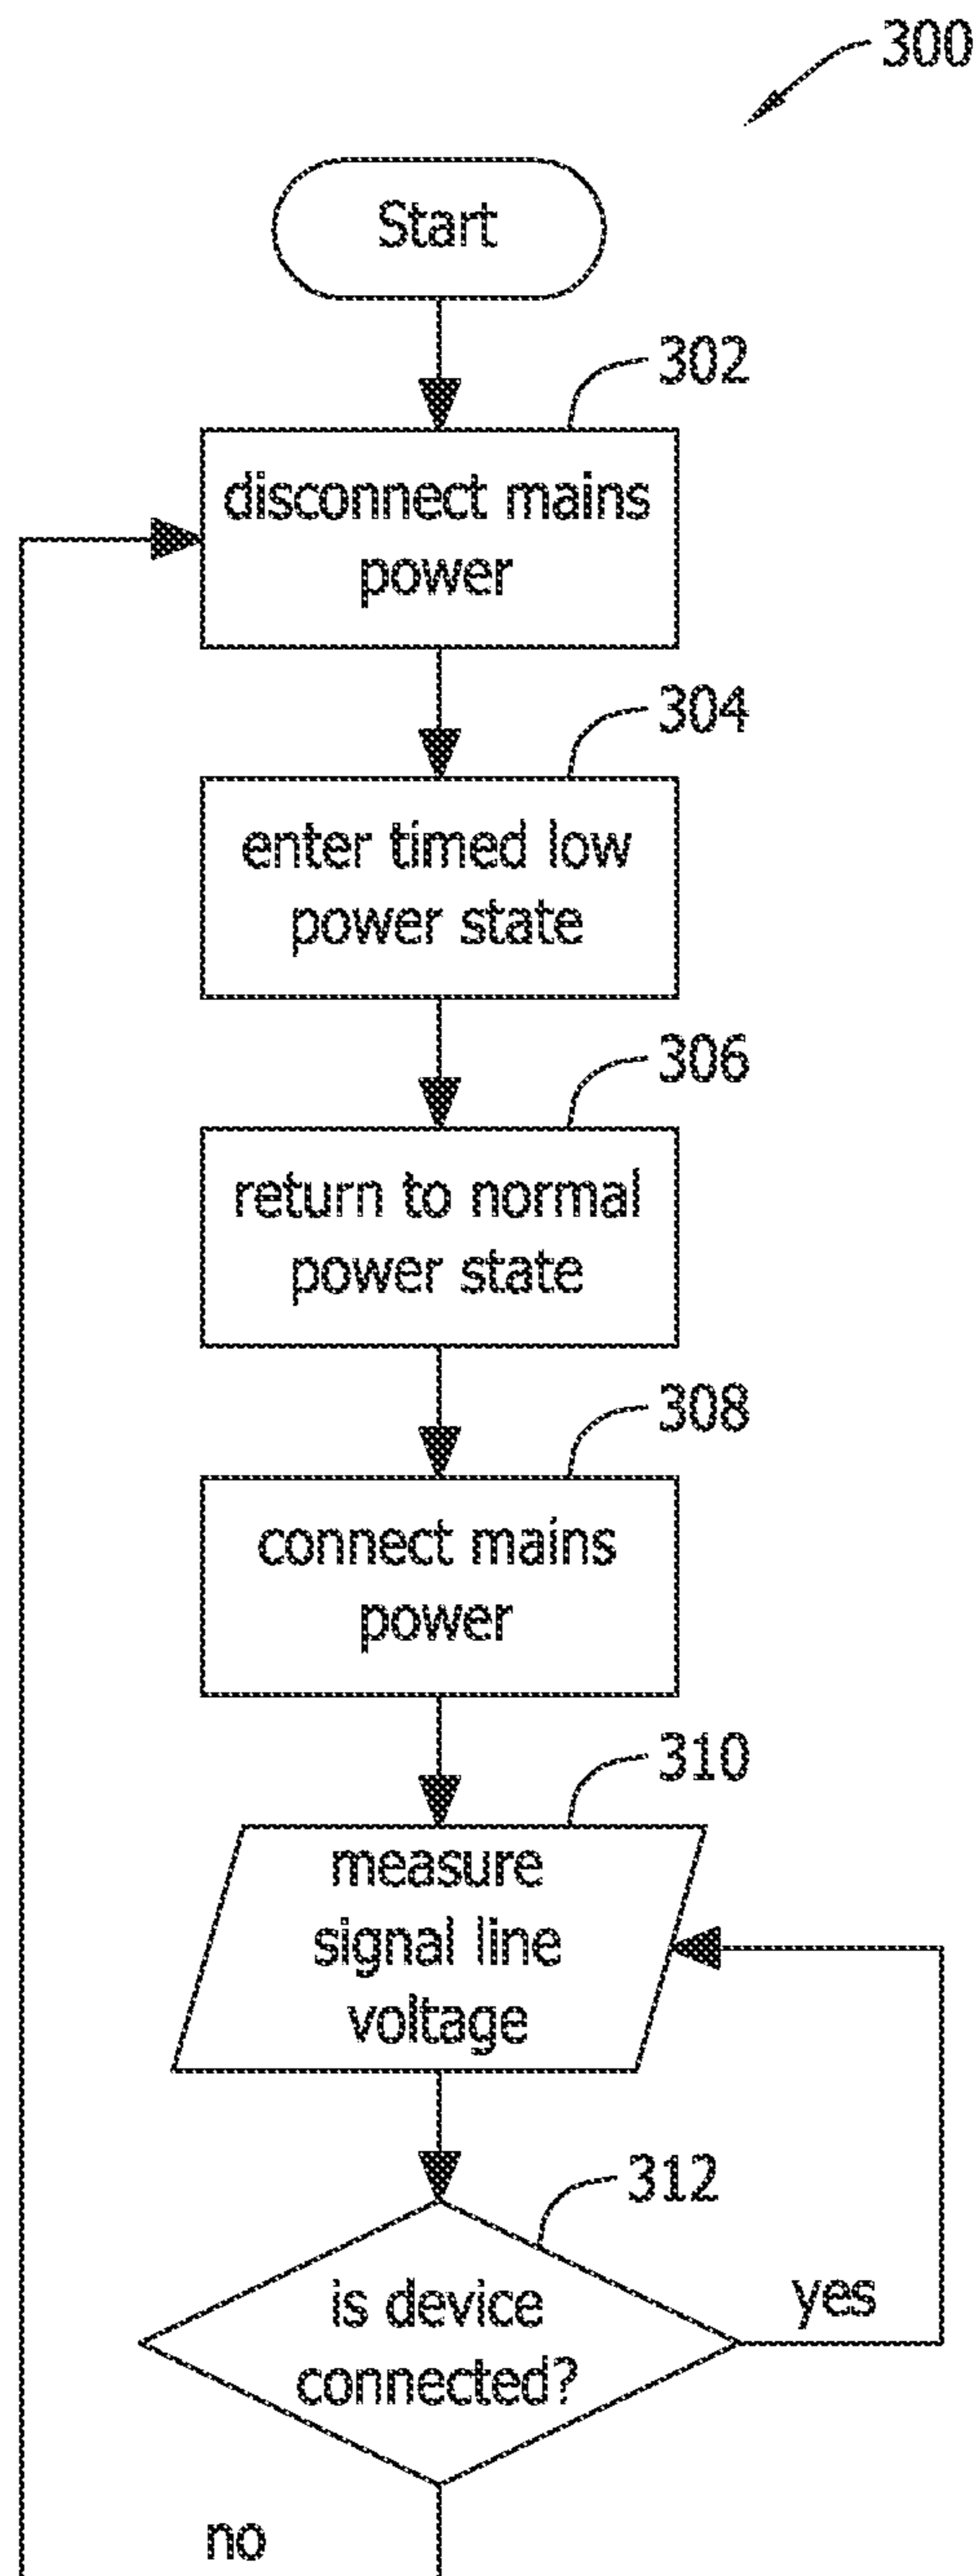 300
Start
302
disconnect mains
power
304
enter timed low
power state
306
return to normal
power state
308
connect mains
power
310
measure
signal line
voltage
312
is device
connected?
yes
no